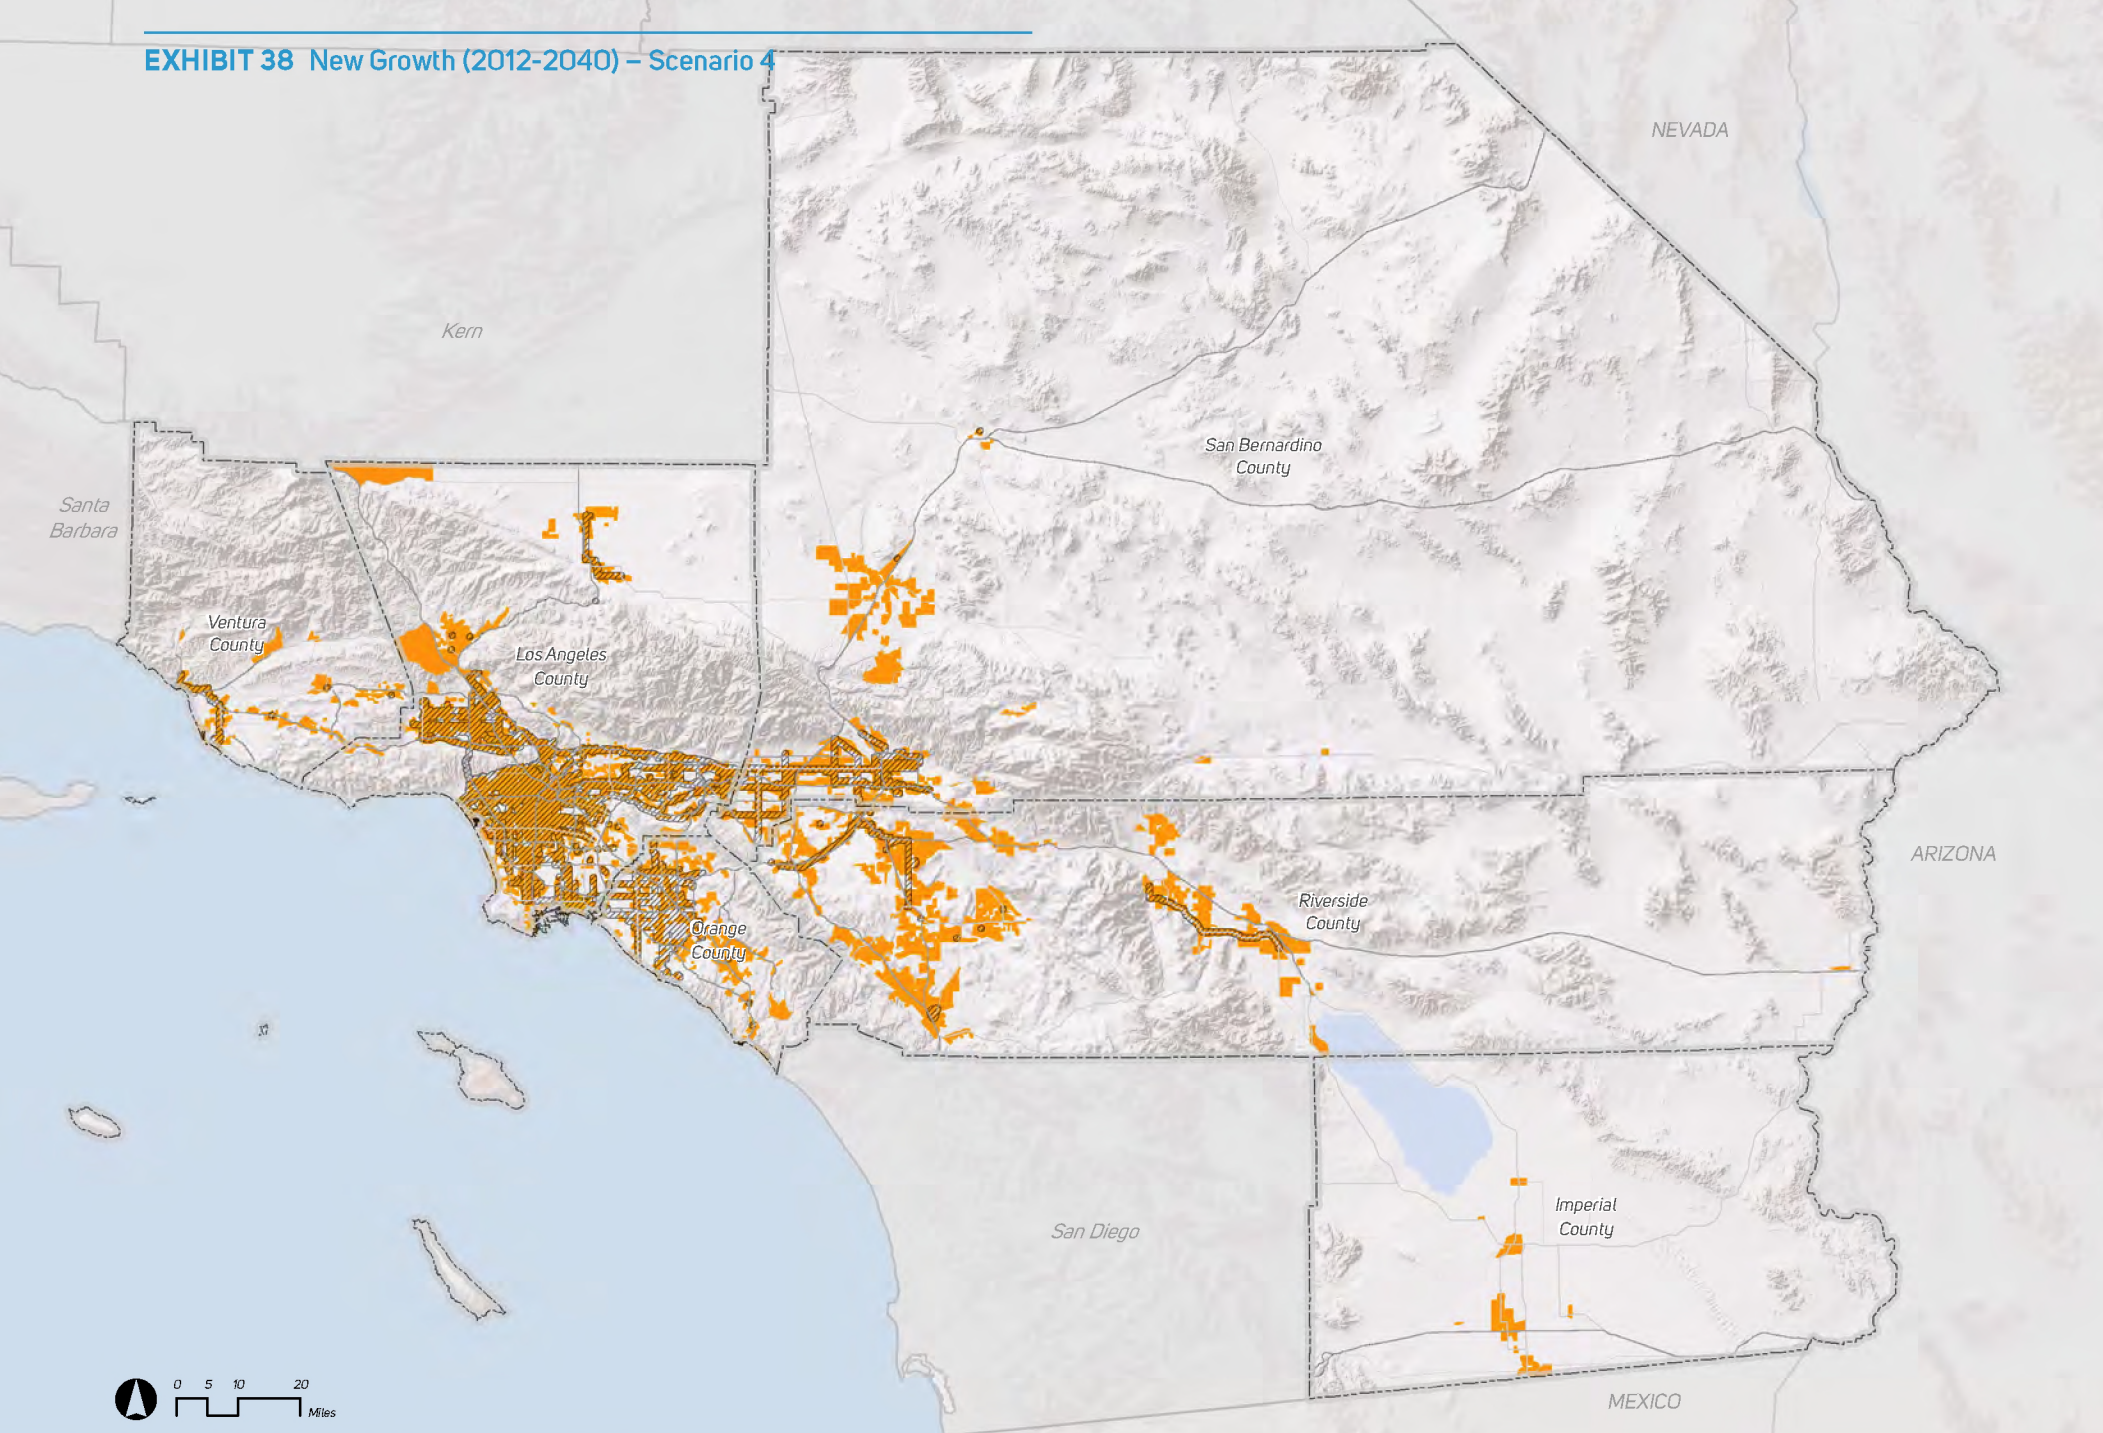 EXHIBIT 38 New Growth (2012-2040) – Scenario 4
NEVADA
Kern
San Bernardino
County
Santa
Barbara
Ventura
County
Los Angeles
County
ARIZONA
Riverside
County
Orange
County
Imperial
County
San Diego
MEXICO
0 5 10 20
Miles